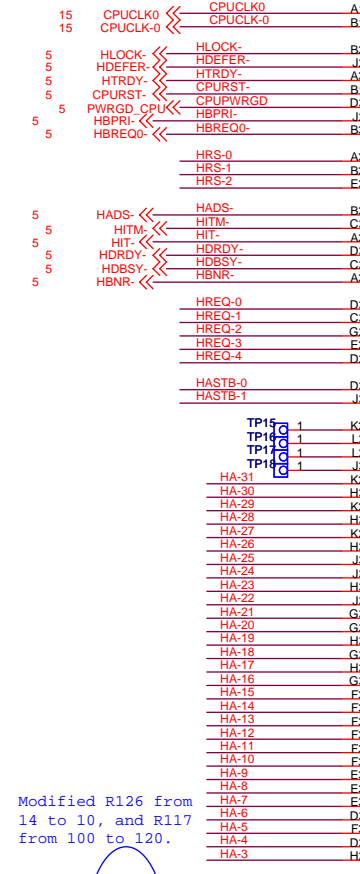 15 CPUCLK0 CPUCLK0 A
15 CPUCLK-0 CPUCLK-0 B
5 HLOCK- HLOCK- B
5 HDEFER- HDEFER- J
5 HTRDY- HTRDY- A
5 CPURST- CPURST- B
5 PWRGD_CPU CPUPWRGD D
5 HBPRI- HBPRI- J
5 HBREQ0- HBREQ0- B
HRS-0 A
HRS-1 B
HRS-2 E
5 HADS- HADS- B
5 HITM- HITM- C
5 HIT- HIT- A
5 HDRDY- HDRDY- D
5 HDBSY- HDBSY- C
5 HBNR- HBNR- A
HREQ-0 D
HREQ-1 C
HREQ-2 G
HREQ-3 E
HREQ-4 D
HASTB-0 D
HASTB-1 J
TP15 1 K
TP16 1 L
TP17 1 L
TP18 1 J
HA-31 K
HA-30 H
HA-29 K
HA-28 H
HA-27 K
HA-26 H
HA-25 J
HA-24 J
HA-23 H
HA-22 J
HA-21 G
HA-20 G
HA-19 H
HA-18 G
HA-17 H
HA-16 G
HA-15 F
HA-14 F
HA-13 F
HA-12 F
HA-11 F
HA-10 F
HA-9 E
HA-8 E
HA-7 E
HA-6 D
HA-5 F
HA-4 D
HA-3 H
Modified R126 from
14 to 10, and R117
from 100 to 120.